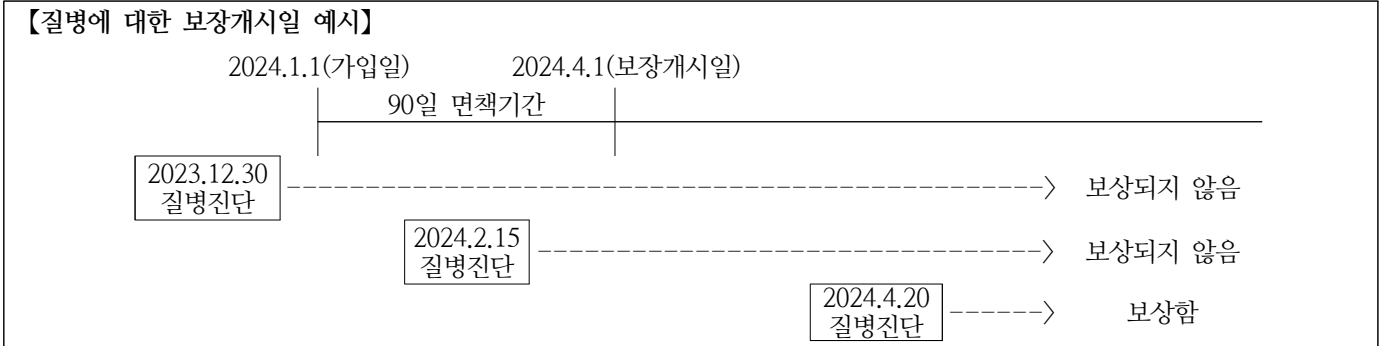 【질병에 대한 보장개시일 예시】
2024.1.1(가입일) 2024.4.1(보장개시일)
90일 면책기간
2023.12.30
질병진단
보상되지 않음
2024.2.15
질병진단
보상되지 않음
2024.4.20
질병진단
보상함